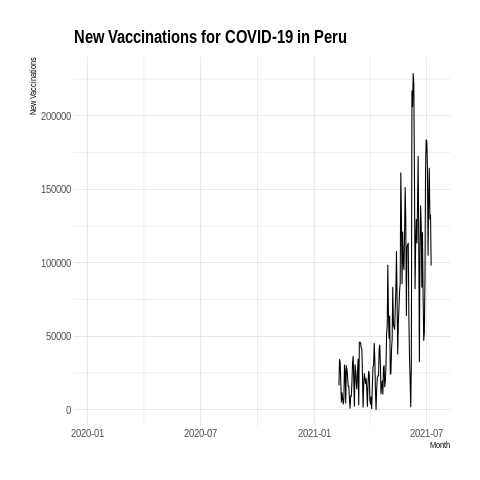 New Vaccinations for COVID-19 in Peru
New Vaccinations
200000
150000
100000
50000
0
2020-01 2020-07 2021-01 2021-07
Month